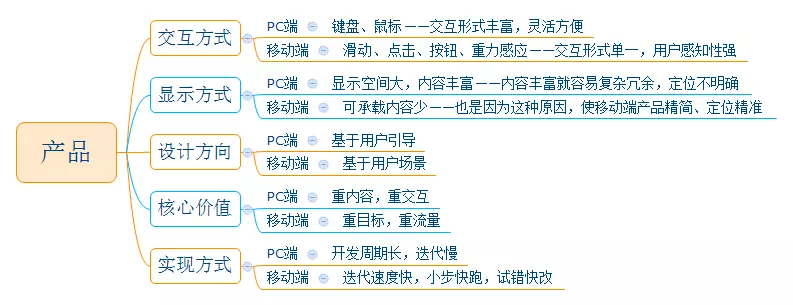 产品
交互方式
PC端 键盘、鼠标——交互形式丰富，灵活方便
移动端 滑动、点击、按钮、重力感应——交互形式单一，用户感知性强
显示方式
PC端 显示空间大，内容丰富——内容丰富就容易复杂冗余，定位不明确
移动端 可承载内容少——也是因为这种原因，使移动端产品精简、定位精准
设计方向
PC端 基于用户引导
移动端 基于用户场景
核心价值
PC端 重内容，重交互
移动端 重目标，重流量
实现方式
PC端 开发周期长，迭代慢
移动端 迭代速度快，小步快跑，试错快改